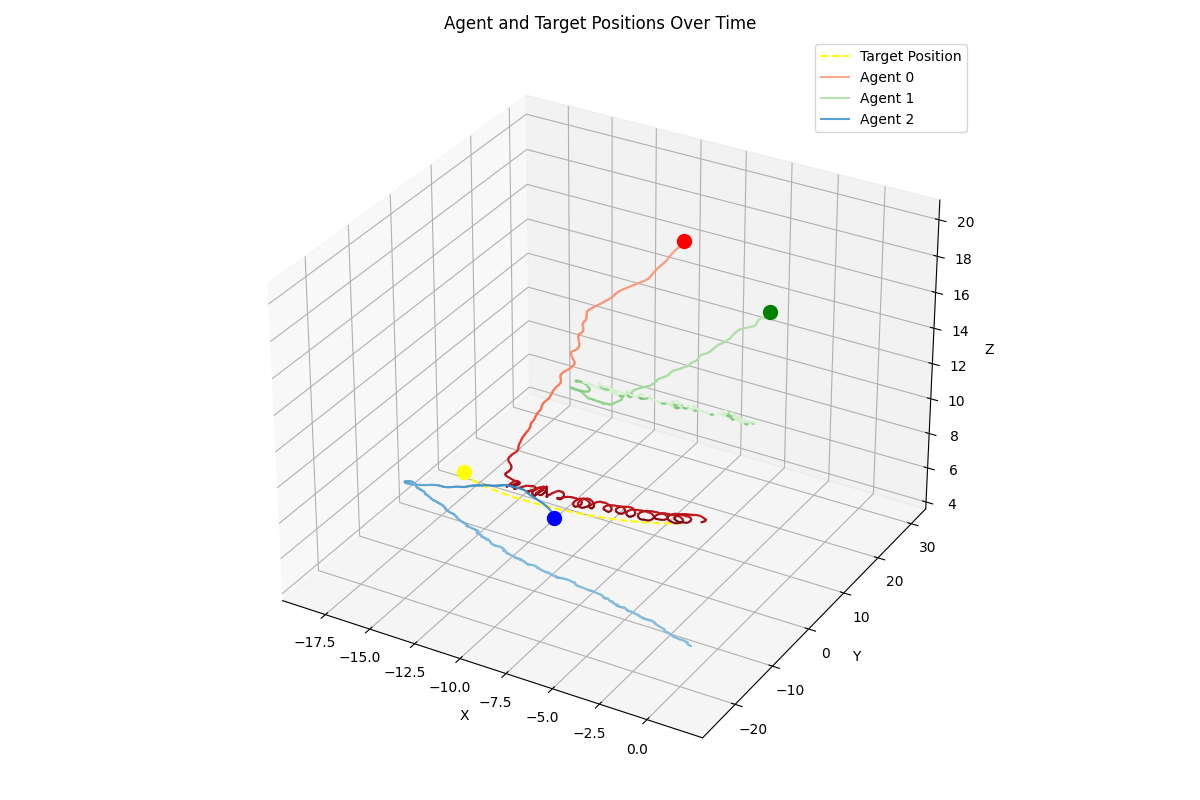 Agent and Target Positions Over Time
Target Position
Agent 0
Agent 1
Agent 2
20
18
16
14
Z
12
10
8
6
4
30
20
10
0
Y
−10
−20
−17.5
−15.0
−12.5
−10.0
X
−7.5
−5.0
−2.5
0.0